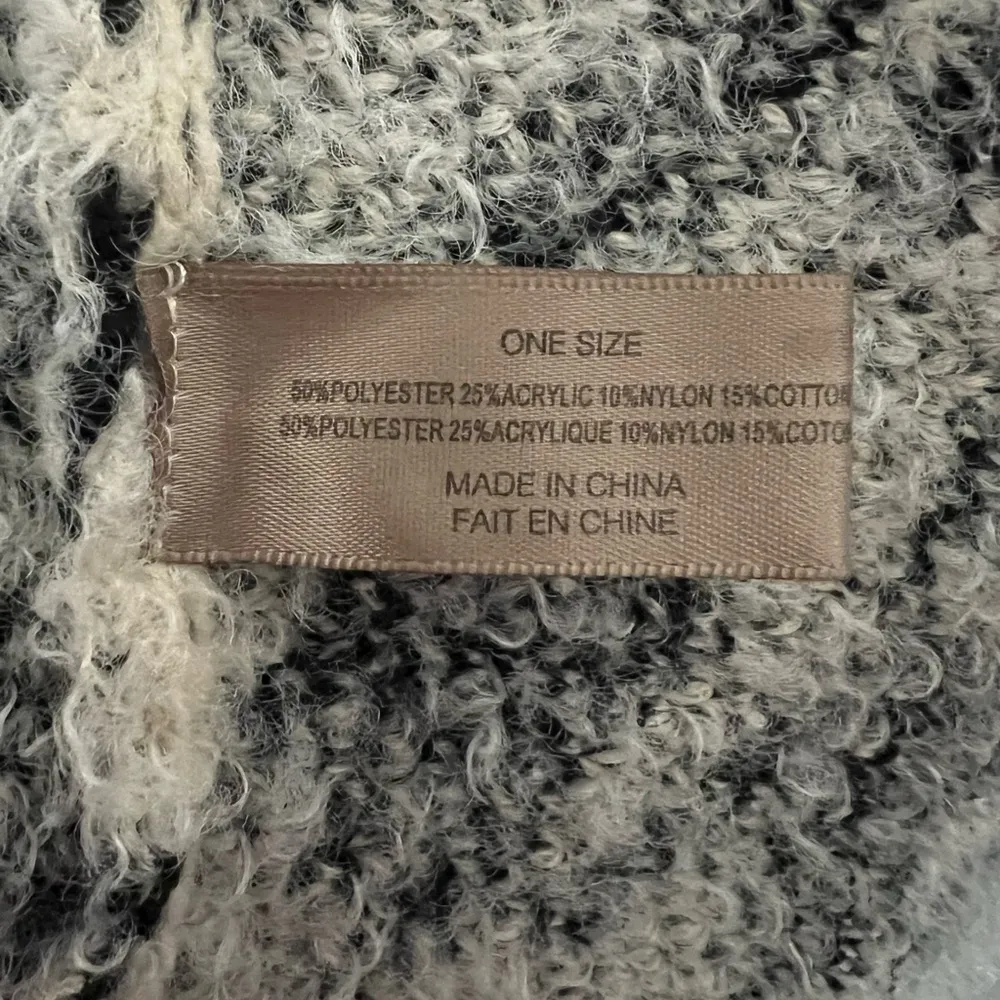 ONE SIZE
50%POLYESTER 25%ACRYLIC 10%NYLON 15%COTTO
50%POLYESTER 25%ACRYLIQUE 10%NYLON 15%COTO
MADE IN CHINA
FAIT EN CHINE